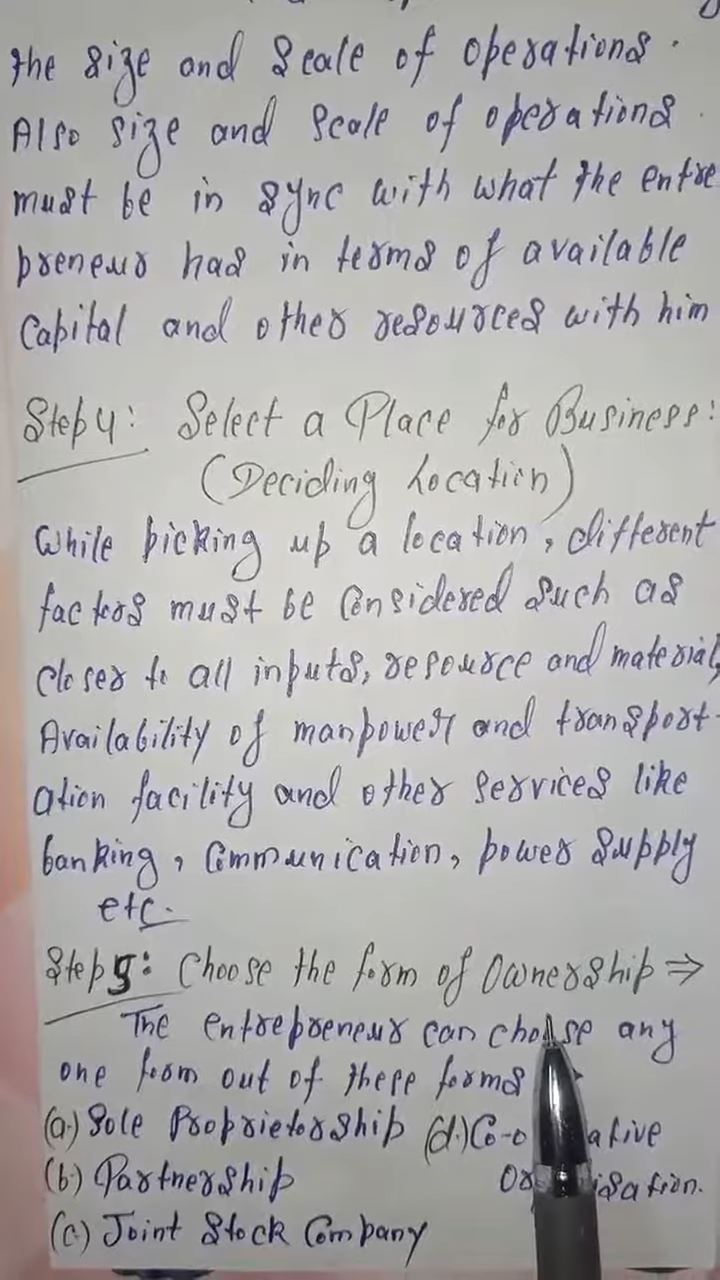 the size and Scale of operations.
Also size and scale of operations
must be in sync with what the entre
preneur has in terms of available
Capital and other resources with him
Step 4: Select a Place for Business:
(Deciding Location)
While picking up a location, different
factors must be Considered such as
closer to all inputs, resource and material,
Availability of manpower and transport-
ation facility and other services like
banking, Communication, power supply
etc.
Step 5: Choose the form of Ownership ⇒
The entrepreneur can choose any
one form out of these forms
(a.) Sole Proprietorship (d.) Co-o ative
(b.) Partnership O isation.
(c.) Joint Stock Company